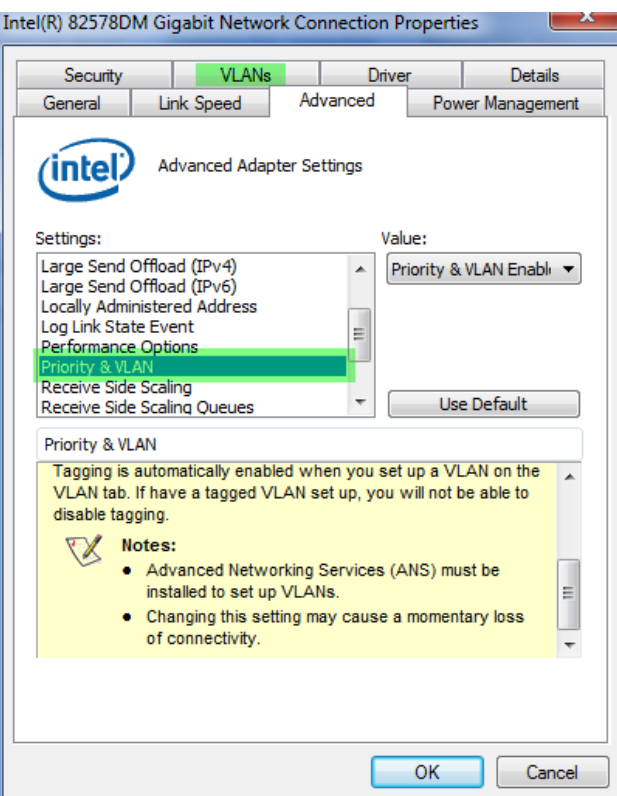 Intel(R) 82578DM Gigabit Network Connection Properties
Security VLANs Driver Details
General Link Speed Advanced Power Management
intel Advanced Adapter Settings
Settings: Value:
Large Send Offload (IPv4) Priority & VLAN Enabl
Large Send Offload (IPv6)
Locally Administered Address
Log Link State Event
Performance Options
Priority & VLAN
Receive Side Scaling
Receive Side Scaling Queues Use Default
Priority & VLAN
Tagging is automatically enabled when you set up a VLAN on the
VLAN tab. If have a tagged VLAN set up, you will not be able to
disable tagging.
Notes:
• Advanced Networking Services (ANS) must be
installed to set up VLANs.
• Changing this setting may cause a momentary loss
of connectivity.
OK Cancel